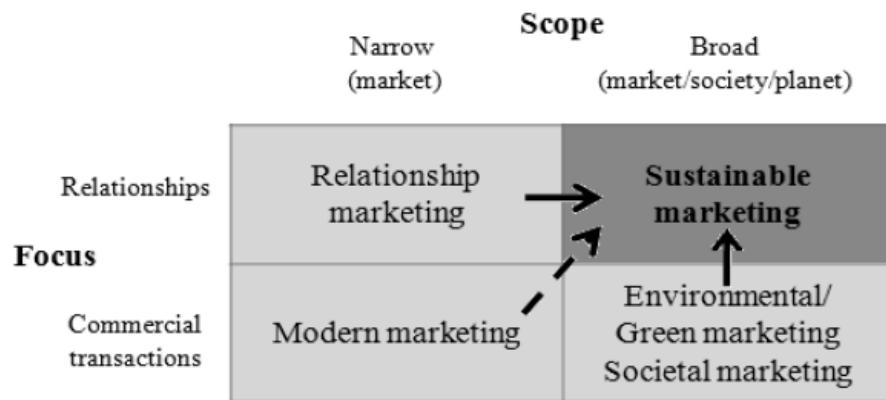 Scope
Narrow
(market)
Broad
(market/society/planet)
Relationships
Relationship
marketing
Sustainable
marketing
Focus
Commercial
transactions
Modern marketing
Environmental/
Green marketing
Societal marketing